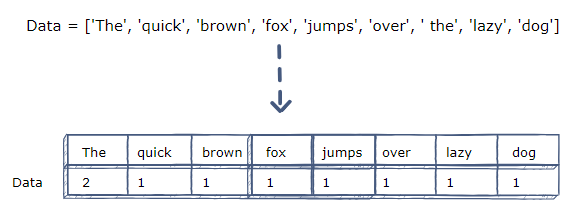 Data = ['The', 'quick', 'brown', 'fox', 'jumps', 'over', ' the', 'lazy', 'dog']
The quick brown fox jumps over lazy dog
Data 2 1 1 1 1 1 1 1